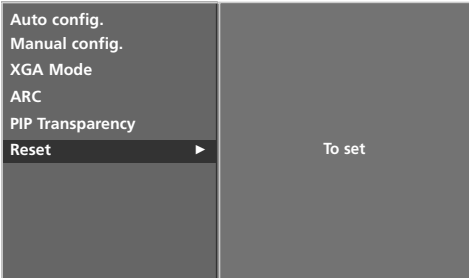 Auto config.
Manual config.
XGA Mode
ARC
PIP Transparency
Reset ►
To set